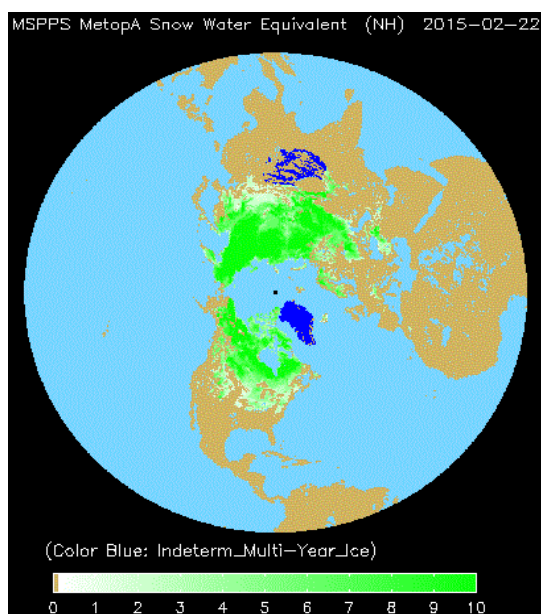 MSPPS MetopA Snow Water Equivalent (NH) 2015-02-22
(Color Blue: Indeterm_Multi-Year_Ice)
0 1 2 3 4 5 6 7 8 9 10